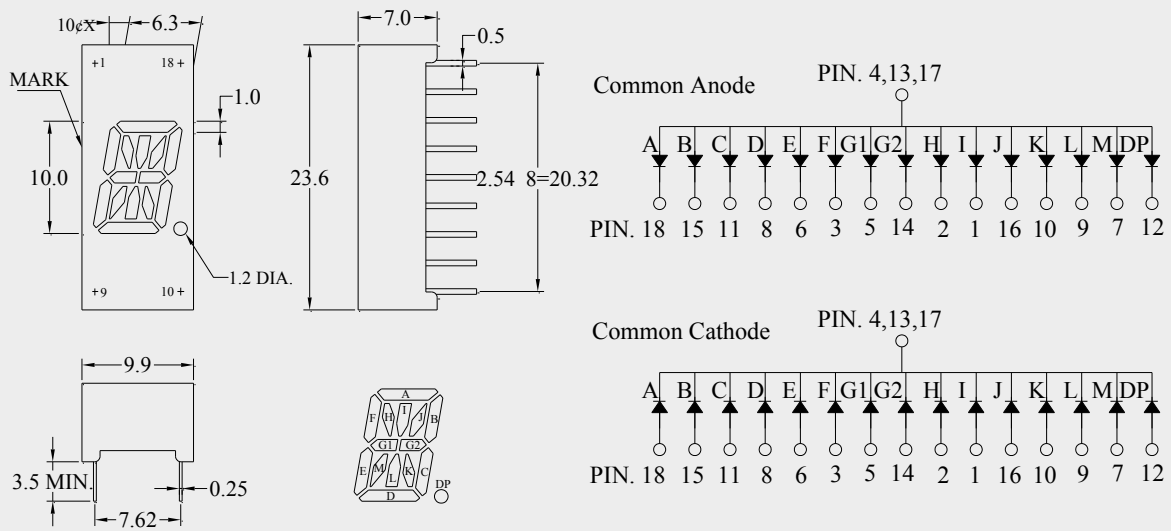 10¢X
6.3
+1
18+
MARK
1.0
10.0
1.2 DIA.
+9
10+
7.0
0.5
23.6
2.54 8=20.32
9.9
3.5 MIN.
0.25
7.62
A
F H I J B
G1 G2
E M L K C
D
DP
Common Anode
PIN. 4,13,17
A B C D E F G1 G2 H I J K L M DP
PIN. 18 15 11 8 6 3 5 14 2 1 16 10 9 7 12
Common Cathode
PIN. 4,13,17
A B C D E F G1 G2 H I J K L M DP
PIN. 18 15 11 8 6 3 5 14 2 1 16 10 9 7 12